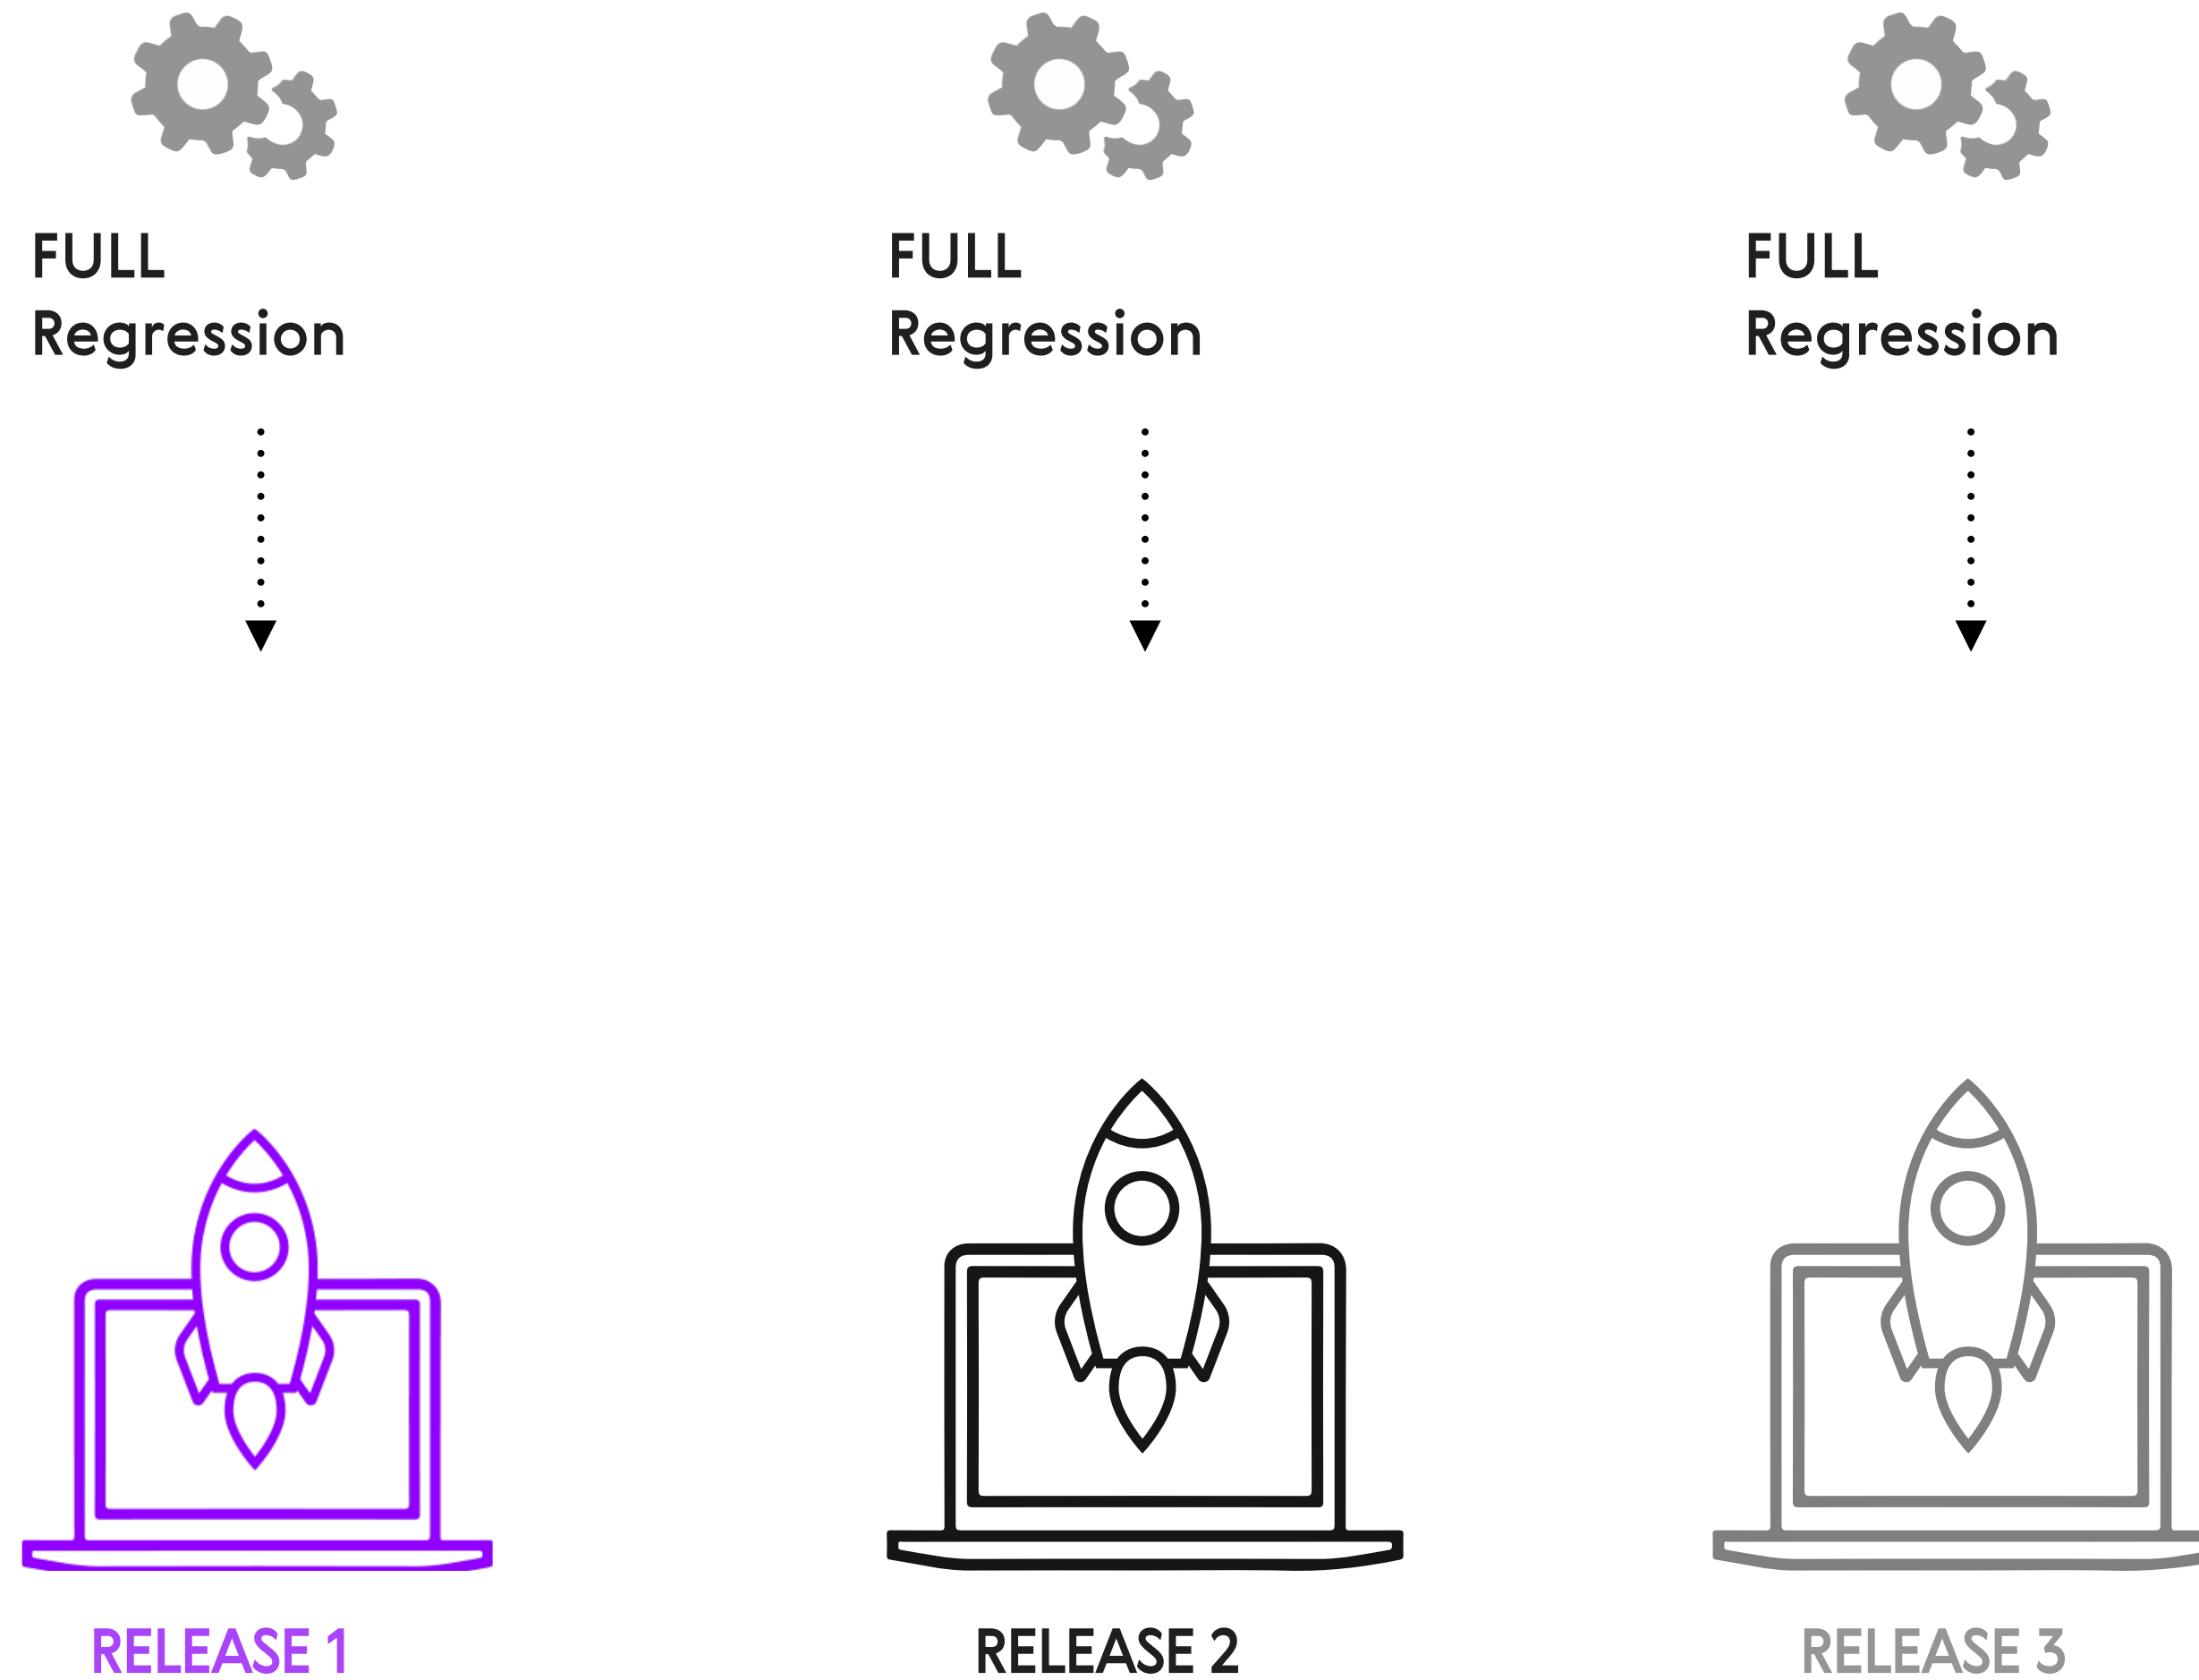 FULL
Regression
FULL
Regression
FULL
Regression
RELEASE 1
RELEASE 2
RELEASE 3